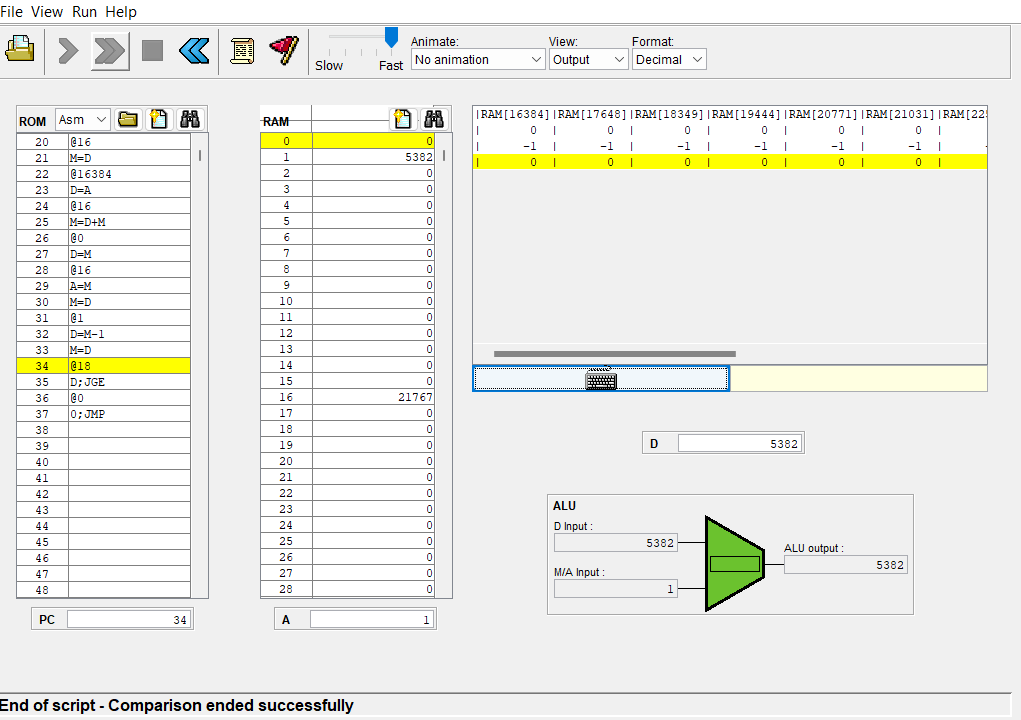 File View Run Help
Slow Fast
Animate:
No animation
View:
Output
Format:
Decimal
ROM Asm
20 @16
21 M=D
22 @16384
23 D=A
24 @16
25 M=D+M
26 @0
27 D=M
28 @16
29 A=M
30 M=D
31 @1
32 D=M-1
33 M=D
34 @18
35 D;JGE
36 @0
37 0;JMP
38
39
40
41
42
43
44
45
46
47
48
PC 34
RAM
0 0
1 5382
2 0
3 0
4 0
5 0
6 0
7 0
8 0
9 0
10 0
11 0
12 0
13 0
14 0
15 0
16 21767
17 0
18 0
19 0
20 0
21 0
22 0
23 0
24 0
25 0
26 0
27 0
28 0
A 1
|RAM[16384]|RAM[17648]|RAM[18349]|RAM[19444]|RAM[20771]|RAM[21031]|RAM[225
| 0 | 0 | 0 | 0 | 0 | 0 |
| -1 | -1 | -1 | -1 | -1 | -1 | -
| 0 | 0 | 0 | 0 | 0 | 0 |
D 5382
ALU
D Input :
5382
M/A Input :
1
ALU output :
5382
End of script - Comparison ended successfully